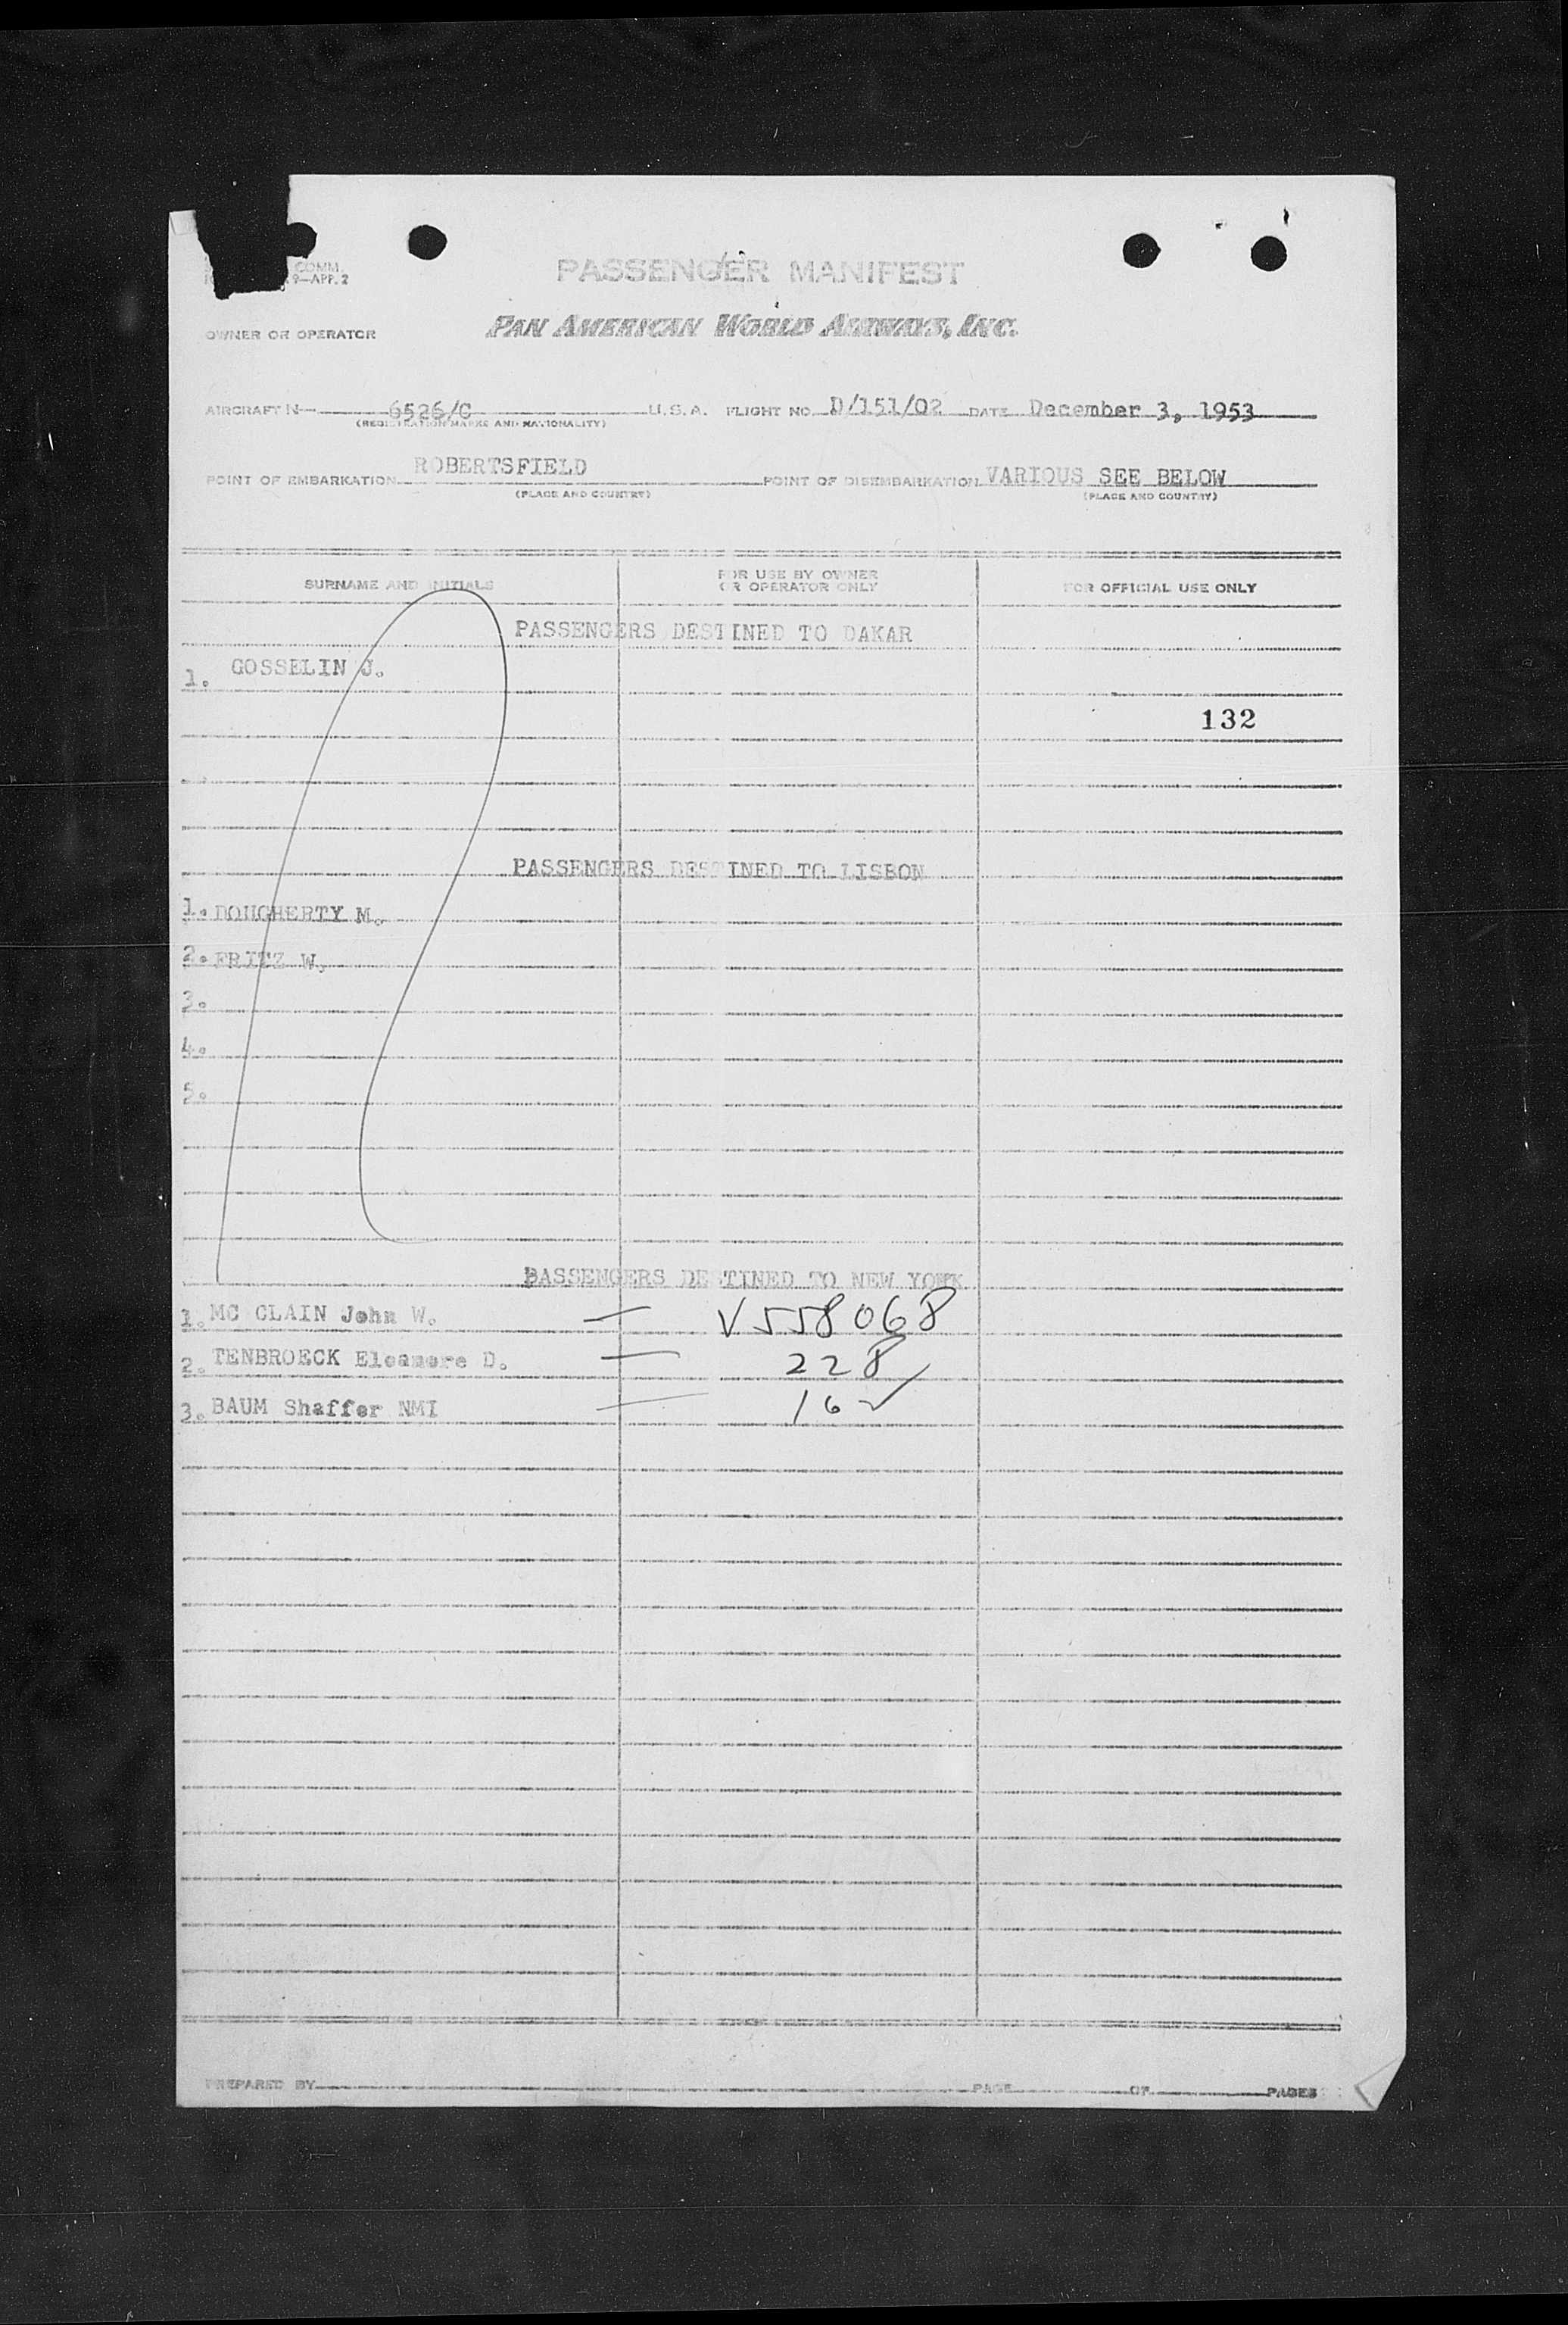 COMM.
9—APP. 2
PASSENGER MANIFEST
OWNER OR OPERATOR PAN AMERICAN WORLD AIRWAYS, INC.
AIRCRAFT N— 6526/C U.S.A. FLIGHT NO. D/151/02 DATE December 3, 1953
(REGISTRATION MARKS AND NATIONALITY)
POINT OF EMBARKATION ROBERTSFIELD POINT OF DISEMBARKATION VARIOUS SEE BELOW
(PLACE AND COUNTRY) (PLACE AND COUNTRY)
SURNAME AND INITIALS FOR USE BY OWNER OR OPERATOR ONLY FOR OFFICIAL USE ONLY
PASSENGERS DESTINED TO DAKAR
1. GOSSELIN J.
132
PASSENGERS DESTINED TO LISBON
1. DOUGHERTY M.
2. FRITZ W.
3.
4.
5.
PASSENGERS DESTINED TO NEW YORK
1. MC CLAIN John W. — V558068
2. TENBROECK Eleanore D. — 228
3. BAUM Shaffer NMI — 16 ✓
PREPARED BY PAGE OF PAGES